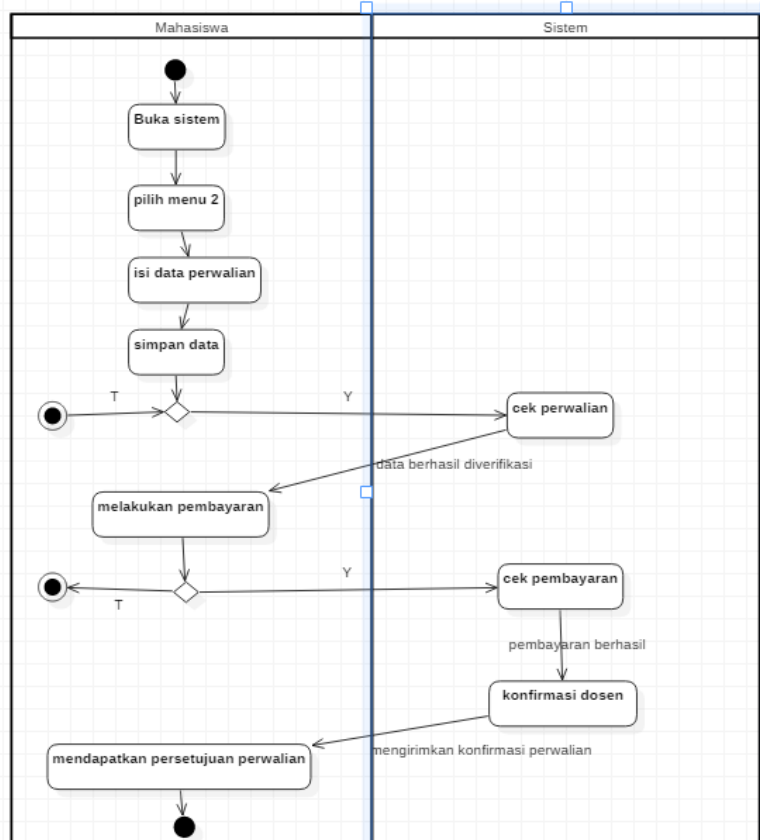 Mahasiswa
Sistem
Buka sistem
pilih menu 2
isi data perwalian
simpan data
T
Y
cek perwalian
data berhasil diverifikasi
melakukan pembayaran
Y
cek pembayaran
T
pembayaran berhasil
konfirmasi dosen
mengirimkan konfirmasi perwalian
mendapatkan persetujuan perwalian